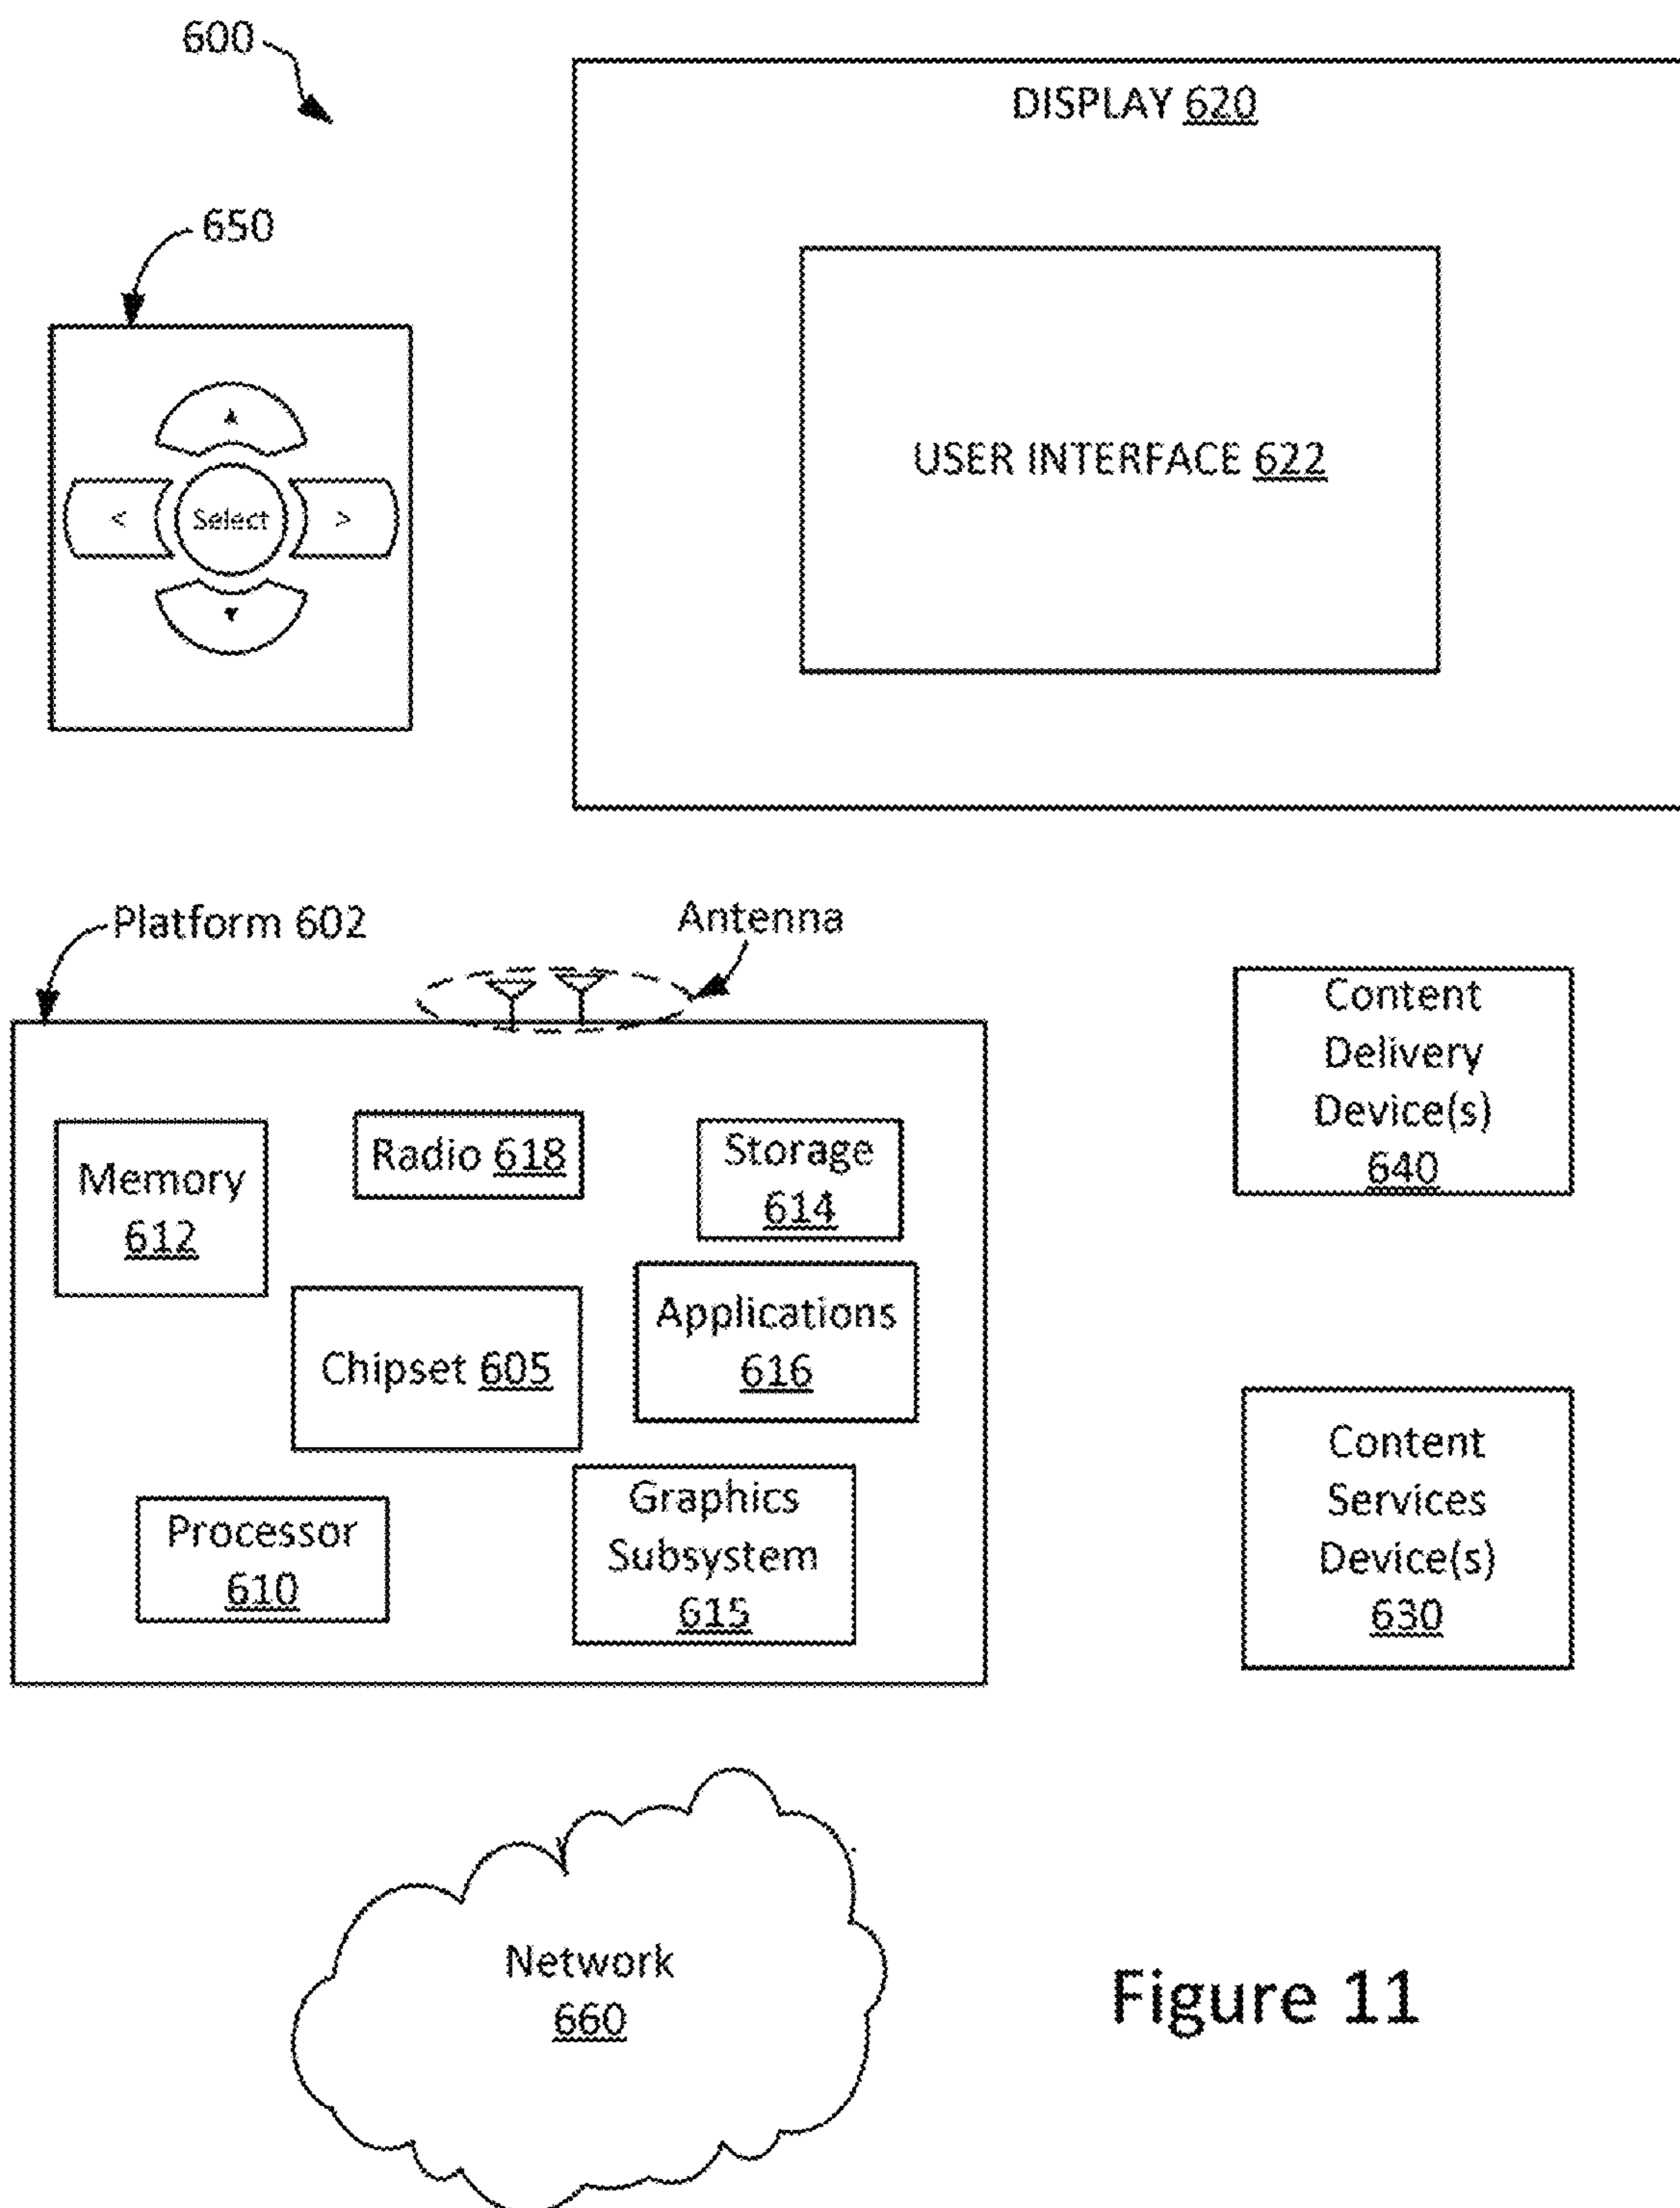 600
DISPLAY 620
650
USER INTERFACE 622
▲
< Select >
▼
Platform 602
Antenna
Memory
612
Radio 618
Storage
614
Chipset 605
Applications
616
Processor
610
Graphics
Subsystem
615
Content
Delivery
Device(s)
640
Content
Services
Device(s)
630
Network
660
Figure 11